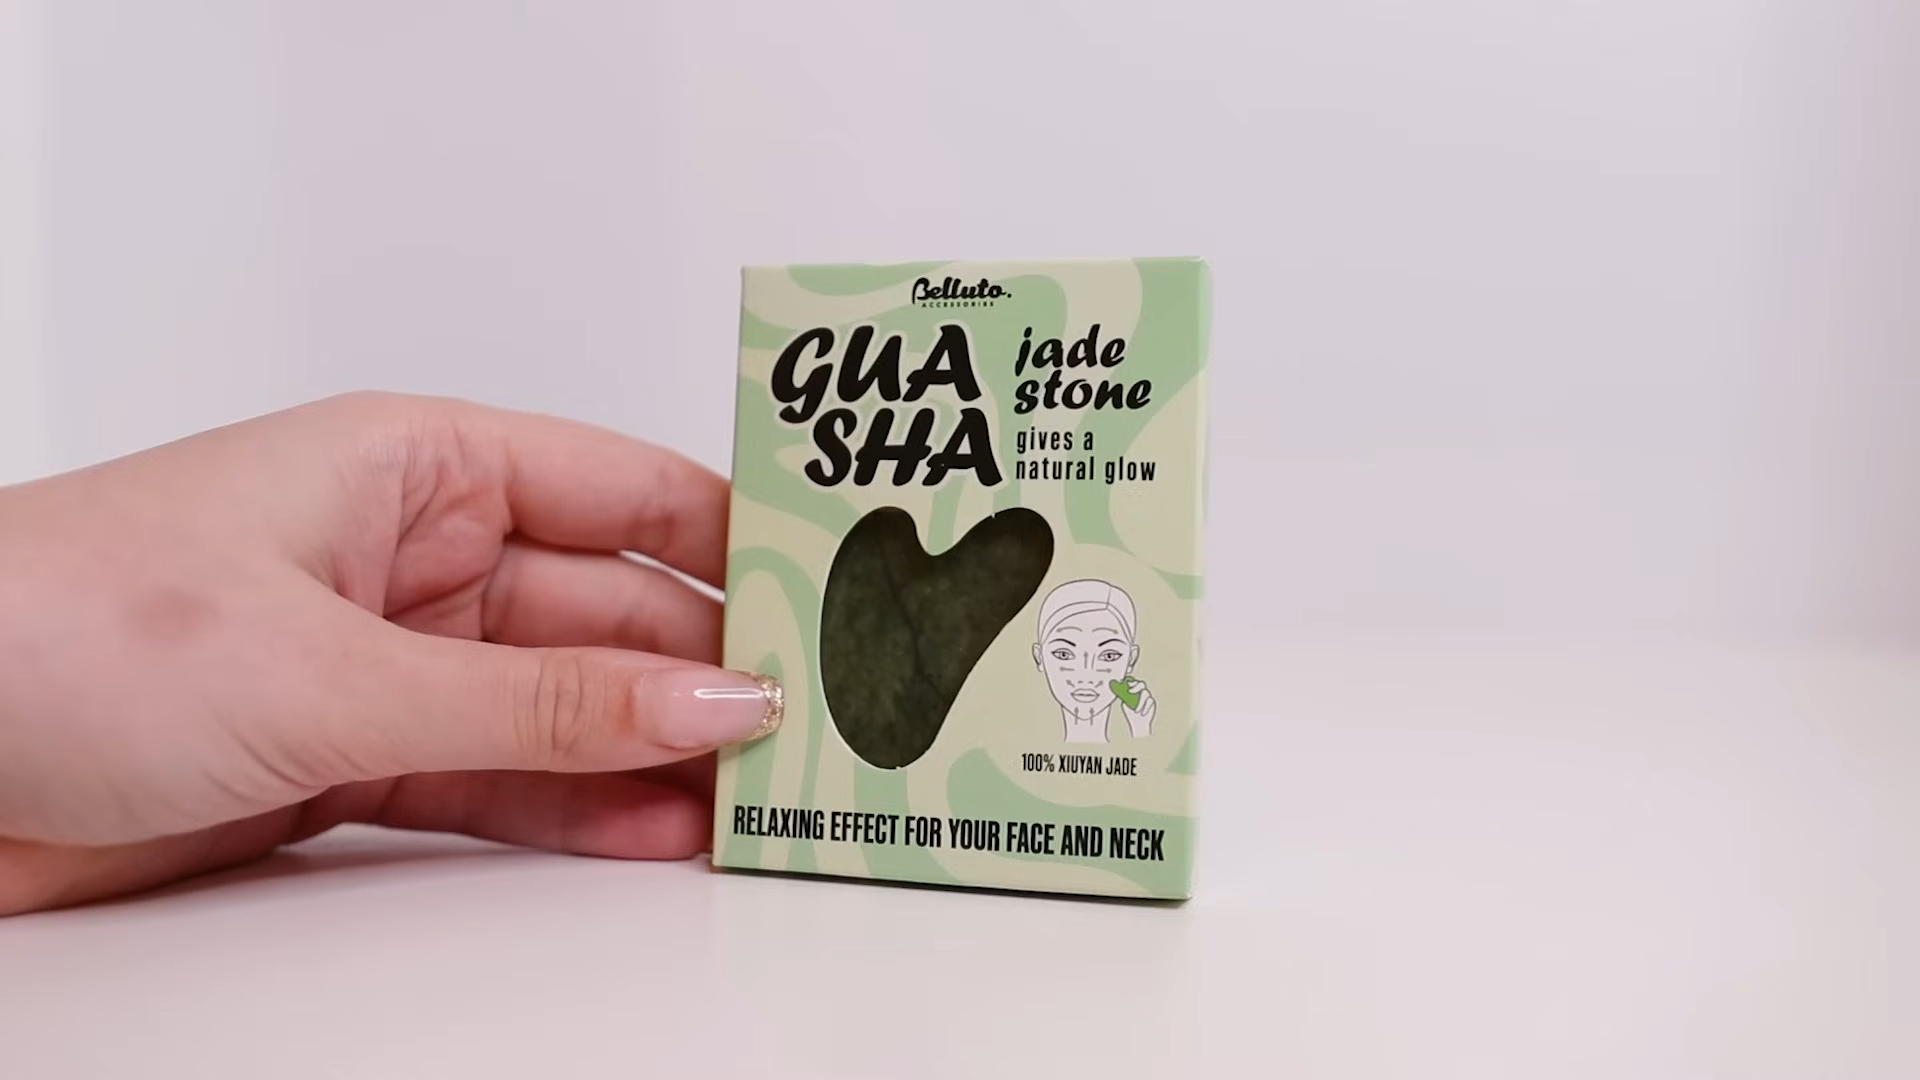 Belluto.
ACCESSORIES
GUA
SHA
jade
stone
gives a
natural glow
100% XIUYAN JADE
RELAXING EFFECT FOR YOUR FACE AND NECK